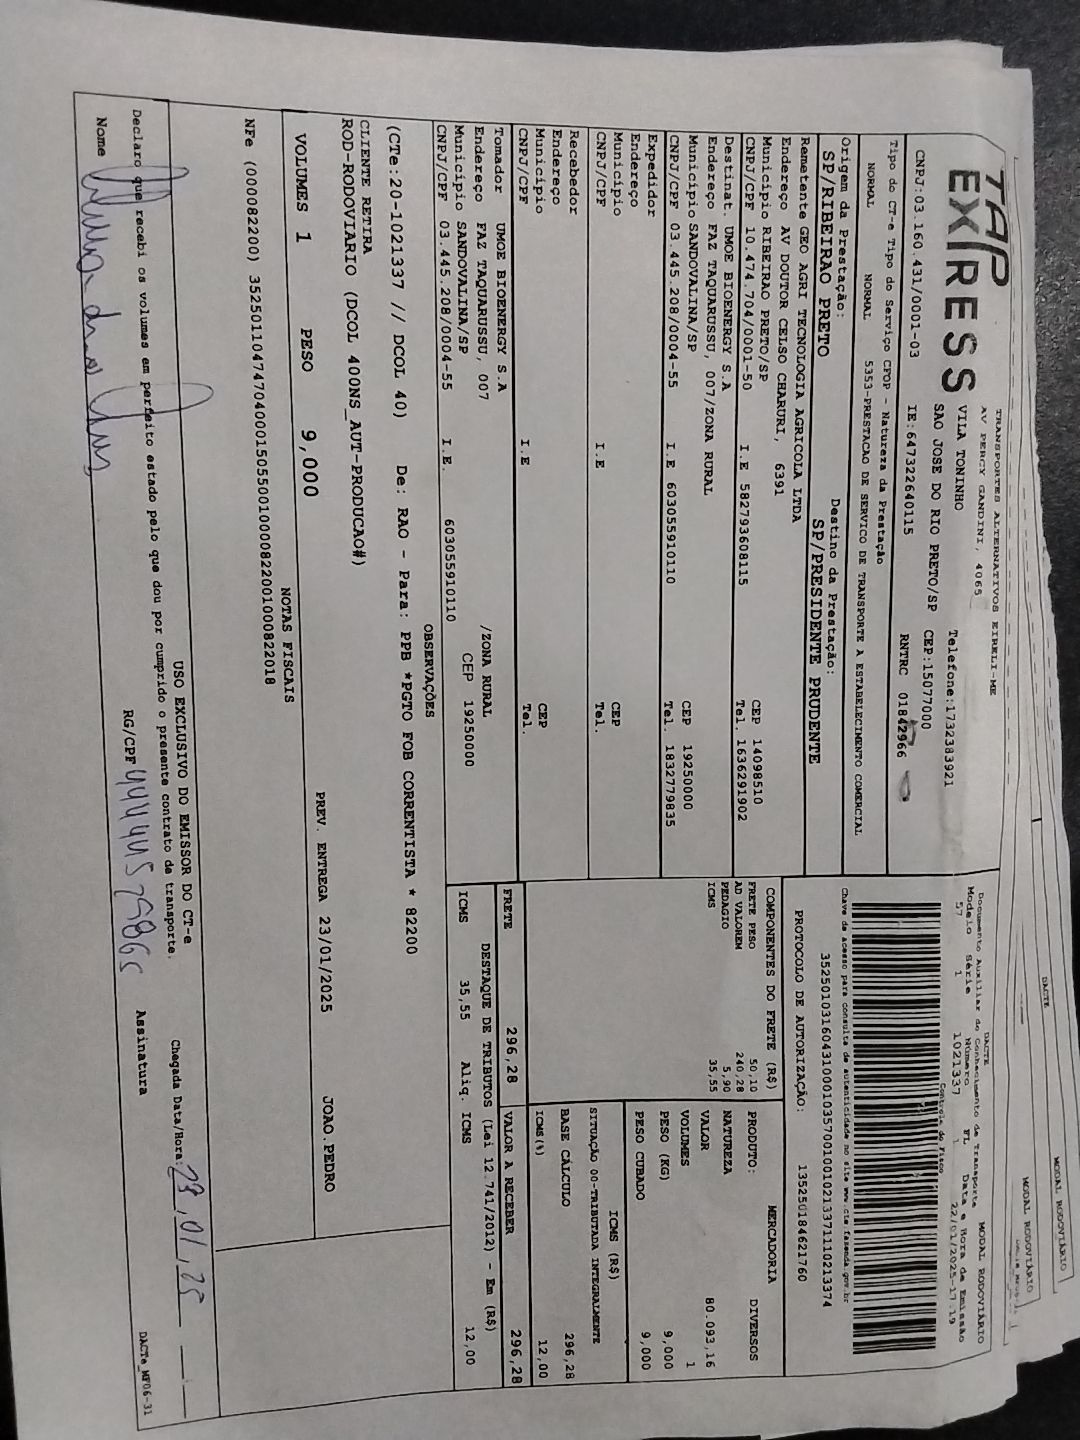 TAP
EXPRESS
TRANSPORTES ALTERNATIVOS EIRELI-ME
AV PERCY GANDINI, 4065
VILA TONINHO Telefone:1732383921
SAO JOSE DO RIO PRETO/SP CEP:15077000
CNPJ:03.160.431/0001-03 IE:647322640115 RNTRC 01842966
Tipo do CT-e Tipo do Serviço CFOP - Natureza da Prestação
NORMAL NORMAL 5353-PRESTACAO DE SERVICO DE TRANSPORTE A ESTABELECIMENTO COMERCIAL
Origem da Prestação: Destino da Prestação:
SP/RIBEIRAO PRETO SP/PRESIDENTE PRUDENTE
Remetente GEO AGRI TECNOLOGIA AGRICOLA LTDA
Endereço AV DOUTOR CELSO CHARURI, 6391
Município RIBEIRAO PRETO/SP CEP 14098510
CNPJ/CPF 10.474.704/0001-50 I.E 582793608115 Tel. 1636291902
Destinat. UMOE BIOENERGY S.A
Endereço FAZ TAQUARUSSU, 007/ZONA RURAL
Município SANDOVALINA/SP CEP 19250000
CNPJ/CPF 03.445.208/0004-55 I.E 603055910110 Tel. 1832779835
Expedidor
Endereço
Município CEP
CNPJ/CPF I.E Tel.
Recebedor
Endereço
Município CEP
CNPJ/CPF I.E Tel.
Tomador UMOE BIOENERGY S.A
Endereço FAZ TAQUARUSSU, 007 /ZONA RURAL
Município SANDOVALINA/SP CEP 19250000
CNPJ/CPF 03.445.208/0004-55 I.E. 603055910110
MODAL RODOVIÁRIO
DACTE
MODAL RODOVIÁRIO
DACTE MODAL RODOVIÁRIO
Documento Auxiliar do Conhecimento de Transporte
Modelo Série Número FL Data e Hora de Emissão
57 1 1021337 1 22/01/2025-17:19
Controle do Fisco
Chave de acesso para consulta de autenticidade no site www.cte.fazenda.gov.br
35250103160431000103570010010213371110213374
PROTOCOLO DE AUTORIZAÇÃO: 135250184621760
COMPONENTES DO FRETE (R$)
FRETE PESO 50,10
AD VALOREM 240,28
PEDAGIO 5,90
ICMS 35,55
MERCADORIA
PRODUTO: DIVERSOS
NATUREZA
VALOR 80.093,16
VOLUMES 1
PESO (KG) 9,000
PESO CUBADO 9,000
ICMS (R$)
SITUAÇÃO 00-TRIBUTADA INTEGRALMENTE
BASE CÁLCULO 296,28
ICMS(%) 12,00
FRETE 296,28 VALOR A RECEBER 296,28
DESTAQUE DE TRIBUTOS (Lei 12.741/2012) - Em (R$)
ICMS 35,55 Aliq. ICMS 12,00
OBSERVAÇÕES
(CTe:20-1021337 // DCOL 40) De: RAO - Para: PPB *PGTO FOB CORRENTISTA * 82200
CLIENTE RETIRA
ROD-RODOVIARIO (DCOL 400NS_AUT-PRODUCAO#)
VOLUMES 1 PESO 9,000 PREV. ENTREGA 23/01/2025 JOAO.PEDRO
NOTAS FISCAIS
NFe (000082200) 35250110474704000150550010000822001000822018
USO EXCLUSIVO DO EMISSOR DO CT-e
Declaro que recebi os volumes em perfeito estado pelo que dou por cumprido o presente contrato de transporte.
Chegada Data/Hora: 23/01/25
Nome RG/CPF Assinatura
DACTe_MF06-31